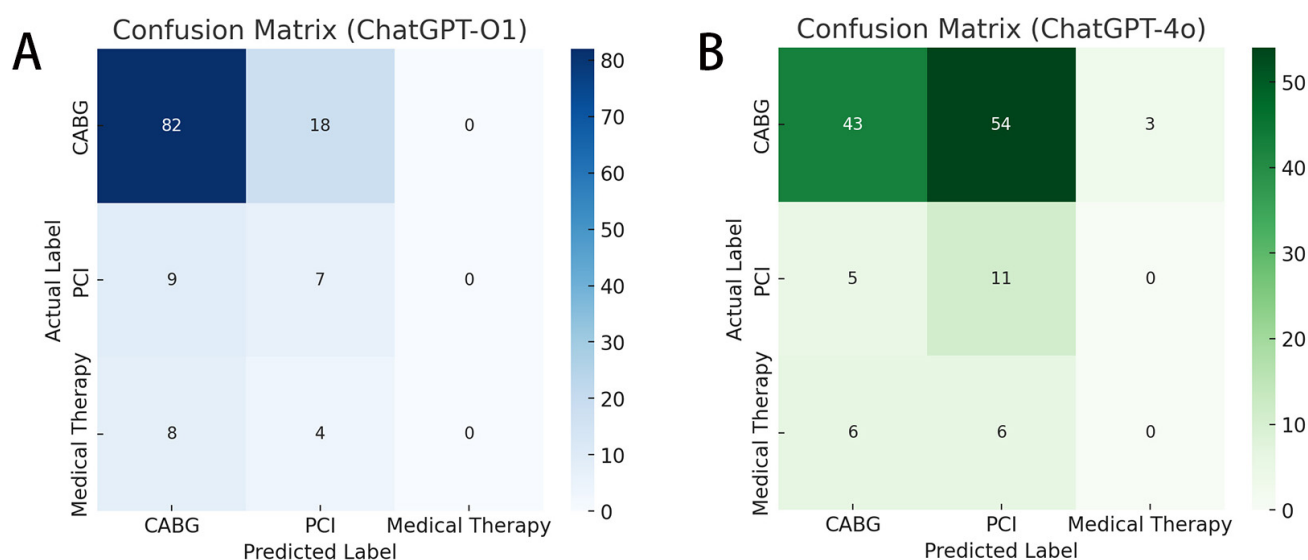 A
Confusion Matrix (ChatGPT-O1)
Actual Label
CABG
PCI
Medical Therapy
82 18 0
9 7 0
8 4 0
CABG PCI Medical Therapy
Predicted Label
80
70
60
50
40
30
20
10
0
B
Confusion Matrix (ChatGPT-4o)
Actual Label
CABG
PCI
Medical Therapy
43 54 3
5 11 0
6 6 0
CABG PCI Medical Therapy
Predicted Label
50
40
30
20
10
0